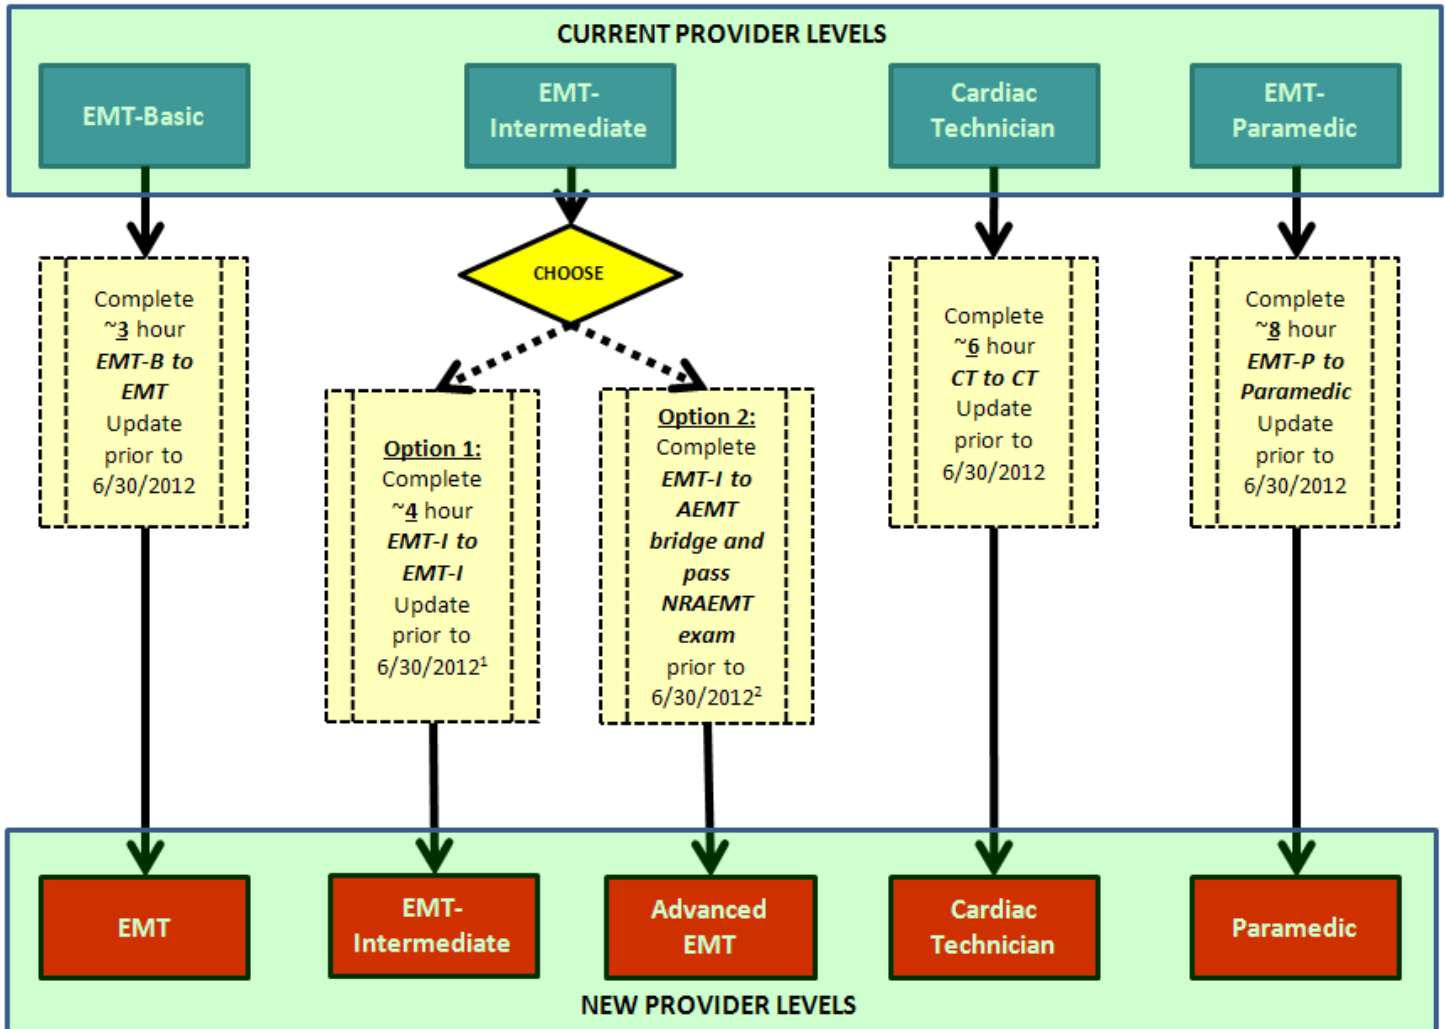 CURRENT PROVIDER LEVELS
EMT-Basic
EMT-
Intermediate
Cardiac
Technician
EMT-
Paramedic
CHOOSE
Complete
~3 hour
EMT-B to
EMT
Update
prior to
6/30/2012
Option 1:
Complete
~4 hour
EMT-I to
EMT-I
Update
prior to
6/30/2012¹
Option 2:
Complete
EMT-I to
AEMT
bridge and
pass
NRAEMT
exam
prior to
6/30/2012²
Complete
~6 hour
CT to CT
Update
prior to
6/30/2012
Complete
~8 hour
EMT-P to
Paramedic
Update
prior to
6/30/2012
EMT
EMT-
Intermediate
Advanced
EMT
Cardiac
Technician
Paramedic
NEW PROVIDER LEVELS